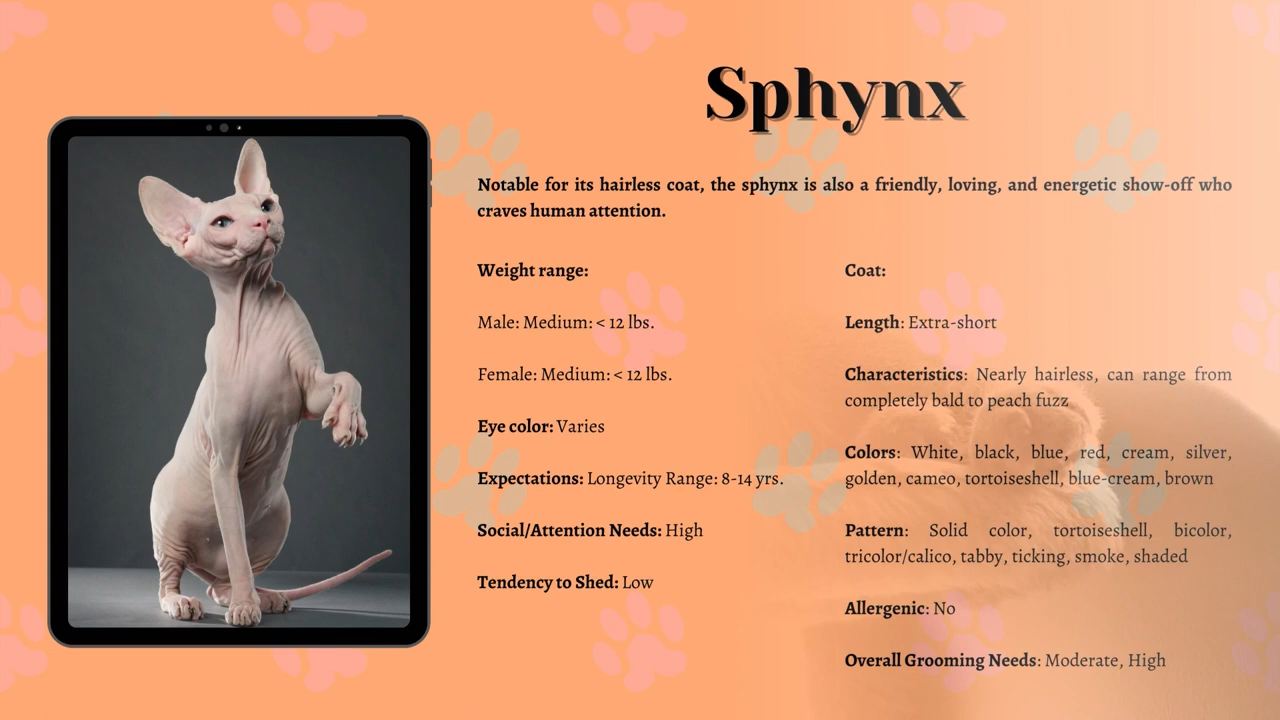 Sphynx
Notable for its hairless coat, the sphynx is also a friendly, loving, and energetic show-off who
craves human attention.
Weight range:
Male: Medium: < 12 lbs.
Female: Medium: < 12 lbs.
Eye color: Varies
Expectations: Longevity Range: 8-14 yrs.
Social/Attention Needs: High
Tendency to Shed: Low
Coat:
Length: Extra-short
Characteristics: Nearly hairless, can range from
completely bald to peach fuzz
Colors: White, black, blue, red, cream, silver,
golden, cameo, tortoiseshell, blue-cream, brown
Pattern: Solid color, tortoiseshell, bicolor,
tricolor/calico, tabby, ticking, smoke, shaded
Allergenic: No
Overall Grooming Needs: Moderate, High